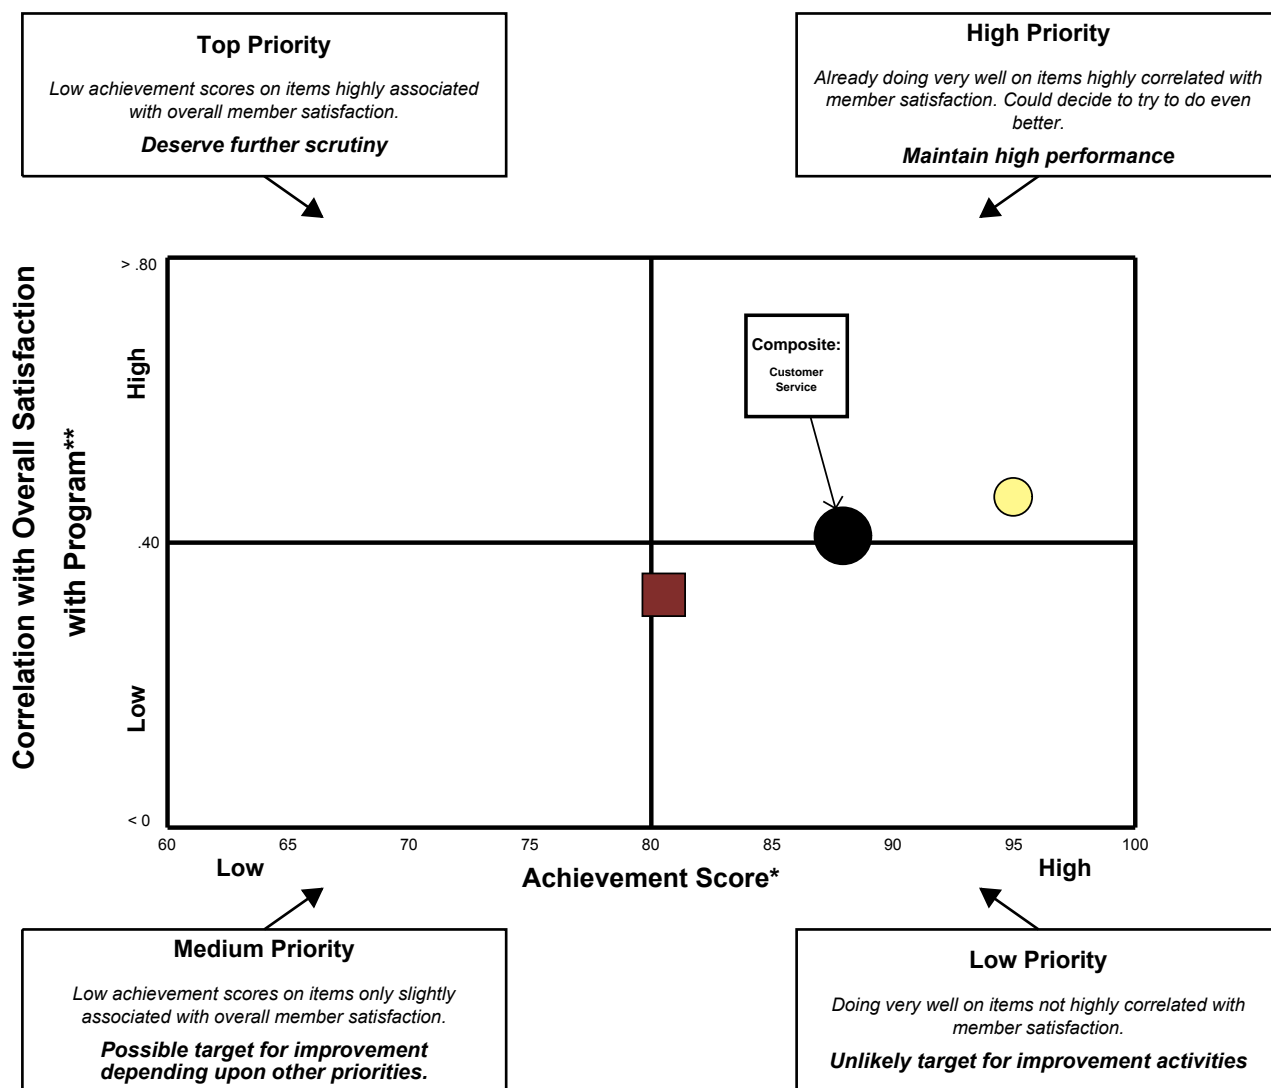 Top Priority
Low achievement scores on items highly associated
with overall member satisfaction.
Deserve further scrutiny
High Priority
Already doing very well on items highly correlated with
member satisfaction. Could decide to try to do even
better.
Maintain high performance
Correlation with Overall Satisfaction
with Program**
> .80
High
.40
Low
< 0
Composite:
Customer
Service
60
65
70
75
80
85
90
95
100
Low
Achievement Score*
High
Medium Priority
Low achievement scores on items only slightly
associated with overall member satisfaction.
Possible target for improvement
depending upon other priorities.
Low Priority
Doing very well on items not highly correlated with
member satisfaction.
Unlikely target for improvement activities